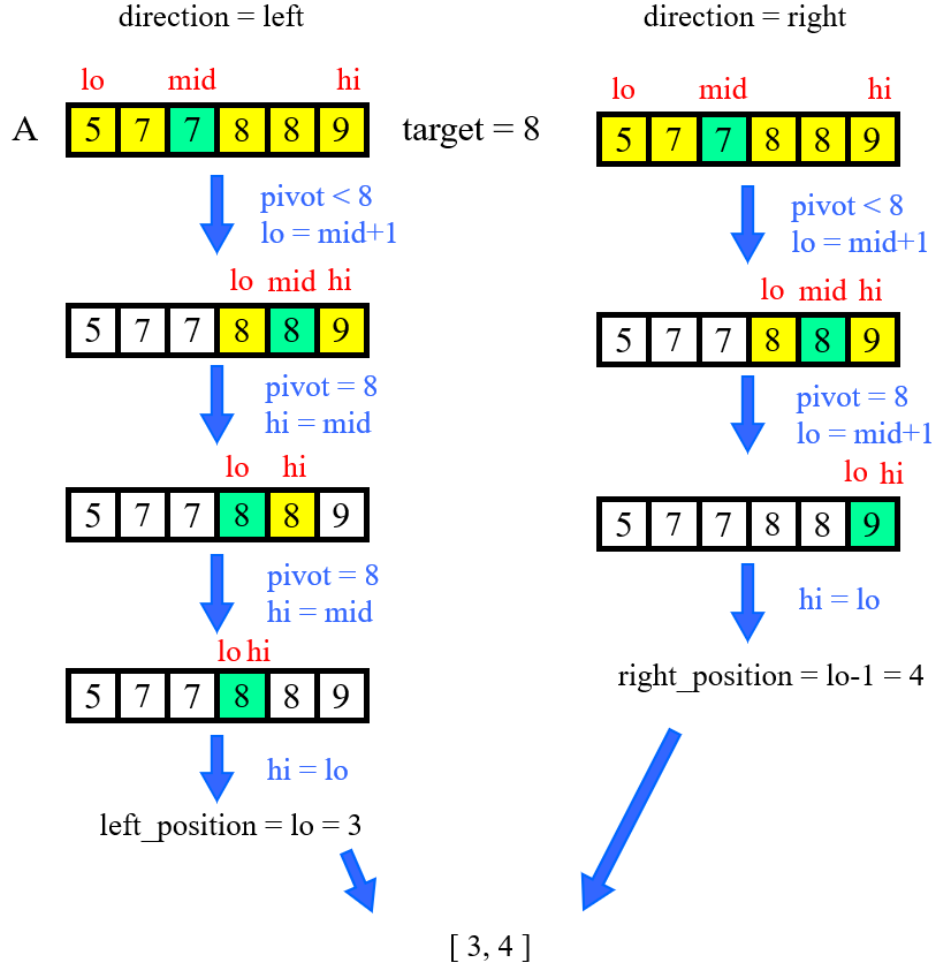 direction = left
direction = right
lo mid hi
A 5 7 7 8 8 9
target = 8
lo mid hi
5 7 7 8 8 9
pivot < 8
lo = mid+1
pivot < 8
lo = mid+1
lo mid hi
5 7 7 8 8 9
lo mid hi
5 7 7 8 8 9
pivot = 8
hi = mid
pivot = 8
lo = mid+1
lo hi
5 7 7 8 8 9
lo hi
5 7 7 8 8 9
pivot = 8
hi = mid
hi = lo
lo hi
5 7 7 8 8 9
right_position = lo-1 = 4
hi = lo
left_position = lo = 3
[ 3, 4 ]